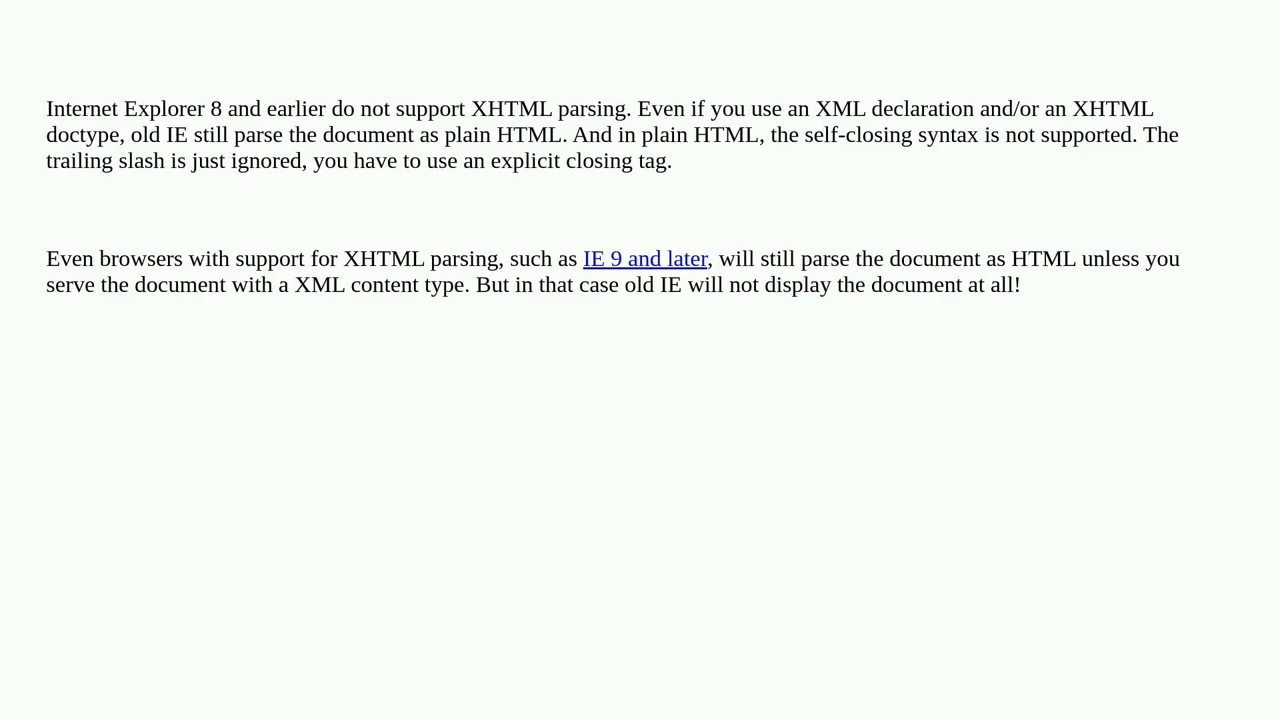 Internet Explorer 8 and earlier do not support XHTML parsing. Even if you use an XML declaration and/or an XHTML
doctype, old IE still parse the document as plain HTML. And in plain HTML, the self-closing syntax is not supported. The
trailing slash is just ignored, you have to use an explicit closing tag.
Even browsers with support for XHTML parsing, such as IE 9 and later, will still parse the document as HTML unless you
serve the document with a XML content type. But in that case old IE will not display the document at all!